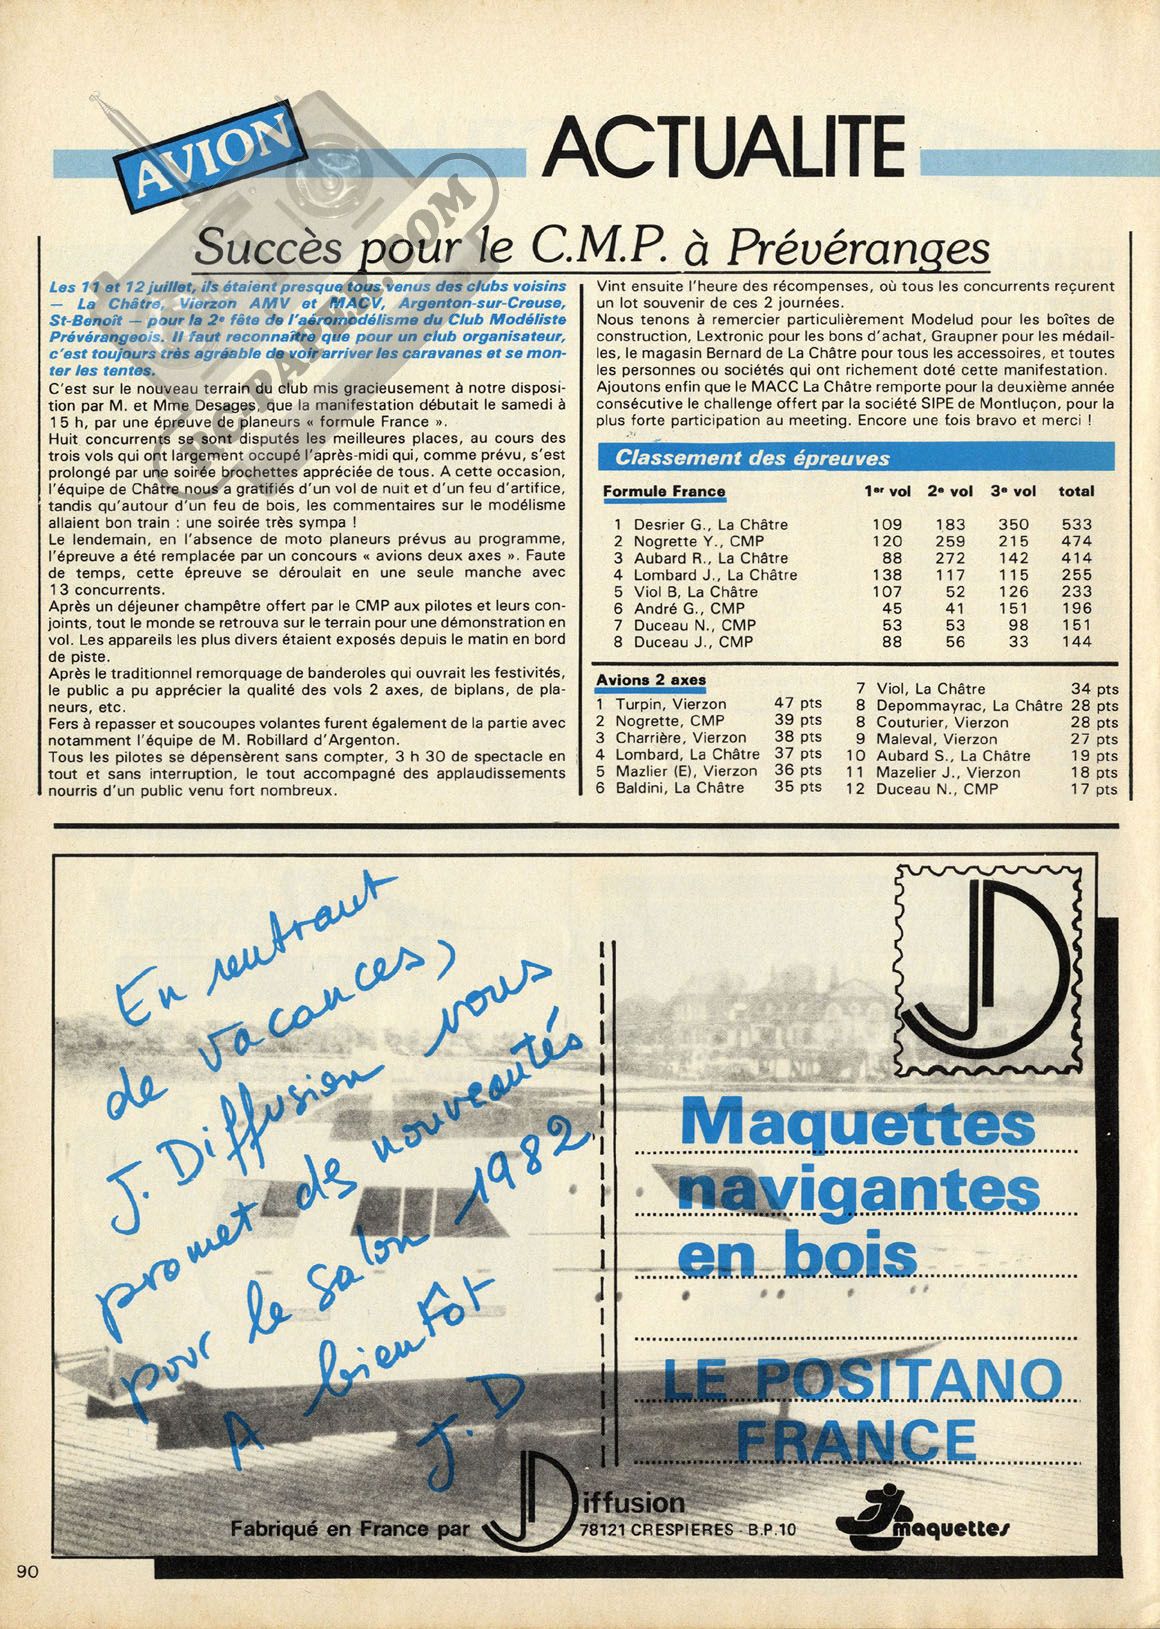 AVION
ACTUALITE
RC-PAPER.COM
Succès pour le C.M.P. à Prévéranges
Les 11 et 12 juillet, ils étaient presque tous venus des clubs voisins
— La Châtre, Vierzon AMV et MACV, Argenton-sur-Creuse,
St-Benoît — pour la 2e fête de l'aéromodélisme du Club Modéliste
Prévérangeois. Il faut reconnaître que pour un club organisateur,
c'est toujours très agréable de voir arriver les caravanes et se mon-
ter les tentes.
C'est sur le nouveau terrain du club mis gracieusement à notre disposi-
tion par M. et Mme Desages, que la manifestation débutait le samedi à
15 h, par une épreuve de planeurs « formule France ».
Huit concurrents se sont disputés les meilleures places, au cours des
trois vols qui ont largement occupé l'après-midi qui, comme prévu, s'est
prolongé par une soirée brochettes appréciée de tous. A cette occasion,
l'équipe de Châtre nous a gratifiés d'un vol de nuit et d'un feu d'artifice,
tandis qu'autour d'un feu de bois, les commentaires sur le modélisme
allaient bon train : une soirée très sympa !
Le lendemain, en l'absence de moto planeurs prévus au programme,
l'épreuve a été remplacée par un concours « avions deux axes ». Faute
de temps, cette épreuve se déroulait en une seule manche avec
13 concurrents.
Après un déjeuner champêtre offert par le CMP aux pilotes et leurs con-
joints, tout le monde se retrouva sur le terrain pour une démonstration en
vol. Les appareils les plus divers étaient exposés depuis le matin en bord
de piste.
Après le traditionnel remorquage de banderoles qui ouvrait les festivités,
le public a pu apprécier la qualité des vols 2 axes, de biplans, de pla-
neurs, etc.
Fers à repasser et soucoupes volantes furent également de la partie avec
notamment l'équipe de M. Robillard d'Argenton.
Tous les pilotes se dépensèrent sans compter, 3 h 30 de spectacle en
tout et sans interruption, le tout accompagné des applaudissements
nourris d'un public venu fort nombreux.
Vint ensuite l'heure des récompenses, où tous les concurrents reçurent
un lot souvenir de ces 2 journées.
Nous tenons à remercier particulièrement Modelud pour les boîtes de
construction, Lextronic pour les bons d'achat, Graupner pour les médail-
les, le magasin Bernard de La Châtre pour tous les accessoires, et toutes
les personnes ou sociétés qui ont richement doté cette manifestation.
Ajoutons enfin que le MACC La Châtre remporte pour la deuxième année
consécutive le challenge offert par la société SIPE de Montluçon, pour la
plus forte participation au meeting. Encore une fois bravo et merci !
Classement des épreuves
Formule France 1er vol 2e vol 3e vol total
1 Desrier G., La Châtre 109 183 350 533
2 Nogrette Y., CMP 120 259 215 474
3 Aubard R., La Châtre 88 272 142 414
4 Lombard J., La Châtre 138 117 115 255
5 Viol B, La Châtre 107 52 126 233
6 André G., CMP 45 41 151 196
7 Duceau N., CMP 53 53 98 151
8 Duceau J., CMP 88 56 33 144
Avions 2 axes
1 Turpin, Vierzon 47 pts
2 Nogrette, CMP 39 pts
3 Charrière, Vierzon 38 pts
4 Lombard, La Châtre 37 pts
5 Mazlier (E), Vierzon 36 pts
6 Baldini, La Châtre 35 pts
7 Viol, La Châtre 34 pts
8 Depommayrac, La Châtre 28 pts
8 Couturier, Vierzon 28 pts
9 Maleval, Vierzon 27 pts
10 Aubard S., La Châtre 19 pts
11 Mazelier J., Vierzon 18 pts
12 Duceau N., CMP 17 pts
En rentrant
de vacances,
J. Diffusion vous
promet des nouveautés
pour le salon 1982
A bientôt
J. D
JD
Maquettes
navigantes
en bois
LE POSITANO
FRANCE
Fabriqué en France par JDiffusion
78121 CRESPIERES - B.P.10
maquettes
90